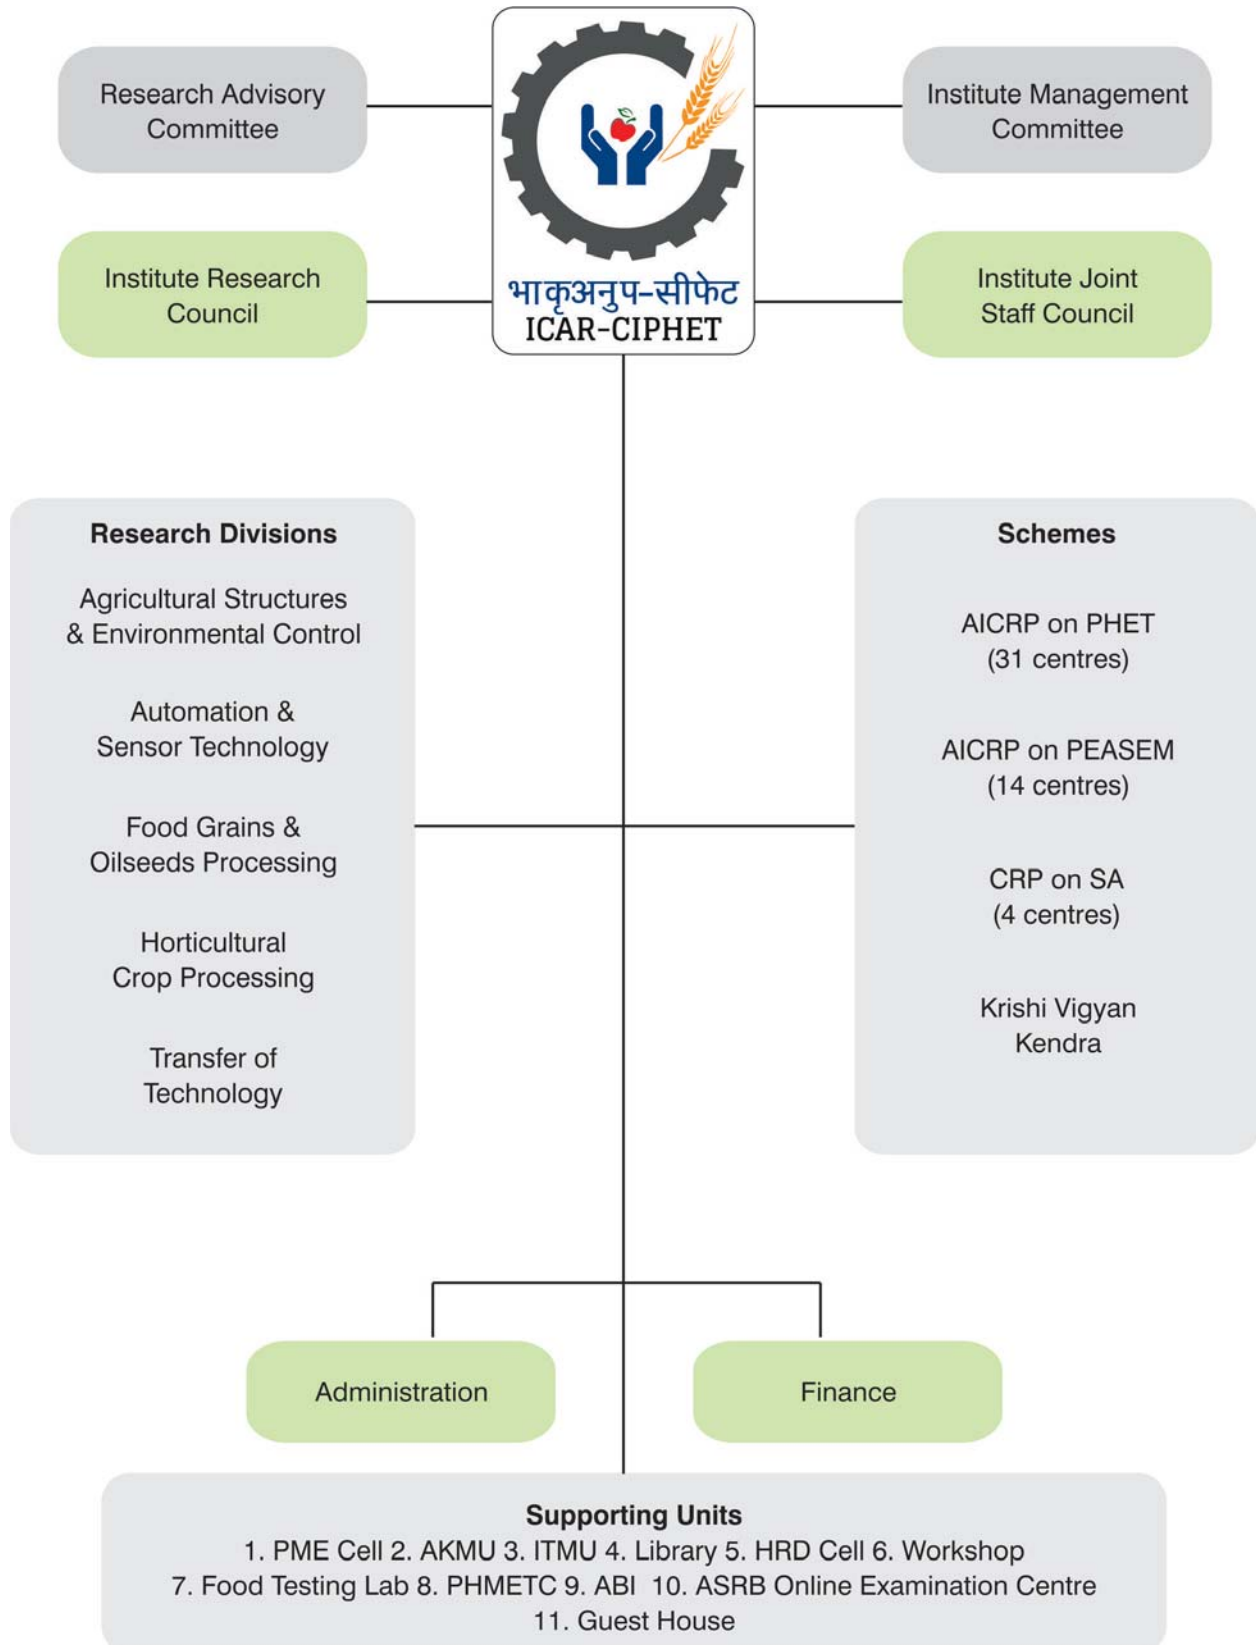 Research Advisory
Committee
Institute Management
Committee
Institute Research
Council
Institute Joint
Staff Council
भाकृअनुप-सीफेट
ICAR-CIPHET
Research Divisions
Agricultural Structures
& Environmental Control
Automation &
Sensor Technology
Food Grains &
Oilseeds Processing
Horticultural
Crop Processing
Transfer of
Technology
Schemes
AICRP on PHET
(31 centres)
AICRP on PEASEM
(14 centres)
CRP on SA
(4 centres)
Krishi Vigyan
Kendra
Administration
Finance
Supporting Units
1. PME Cell 2. AKMU 3. ITMU 4. Library 5. HRD Cell 6. Workshop
7. Food Testing Lab 8. PHMETC 9. ABI 10. ASRB Online Examination Centre
11. Guest House